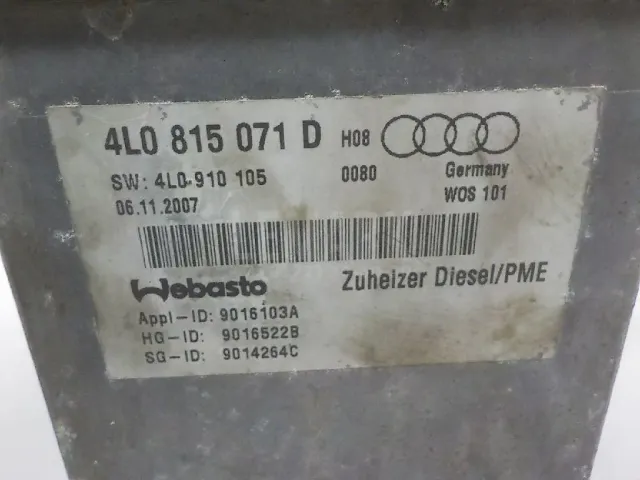 4L0 815 071 D H08
SW: 4L0 910 105 0080 Germany
06.11.2007 WOS 101
Webasto Zuheizer Diesel/PME
Appl-ID: 9016103A
HG-ID: 9016522B
SG-ID: 9014264C